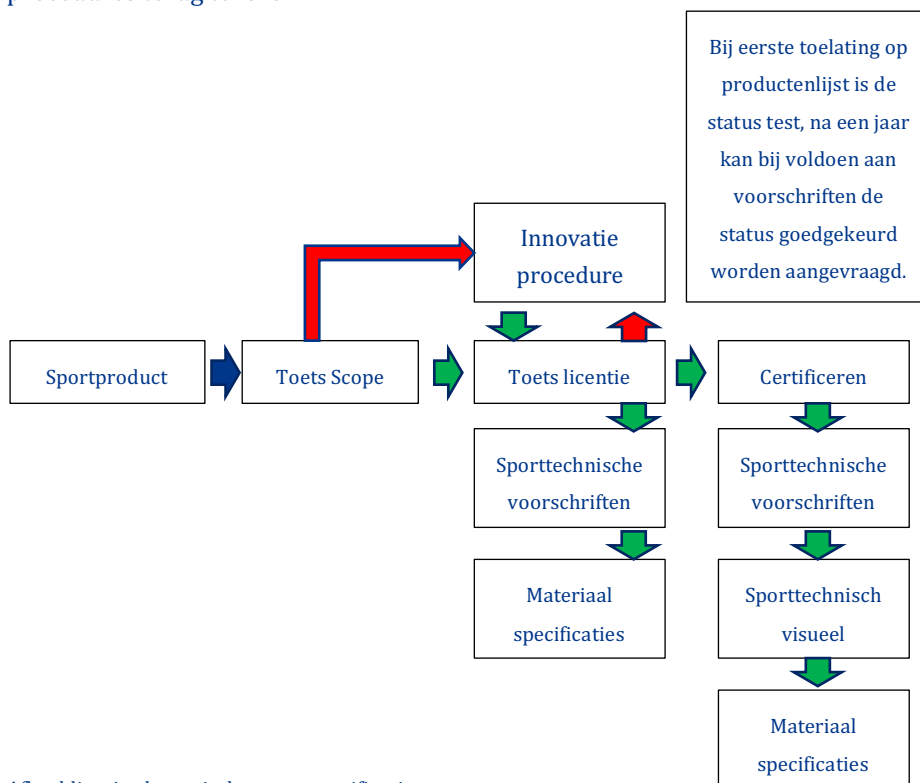 Bij eerste toelating op
productenlijst is de
status test, na een jaar
kan bij voldoen aan
voorschriften de
status goedgekeurd
worden aangevraagd.
Innovatie
procedure
Sportproduct
Toets Scope
Toets licentie
Certificeren
Sporttechnische
voorschriften
Sporttechnische
voorschriften
Materiaal
specificaties
Sporttechnisch
visueel
Materiaal
specificaties